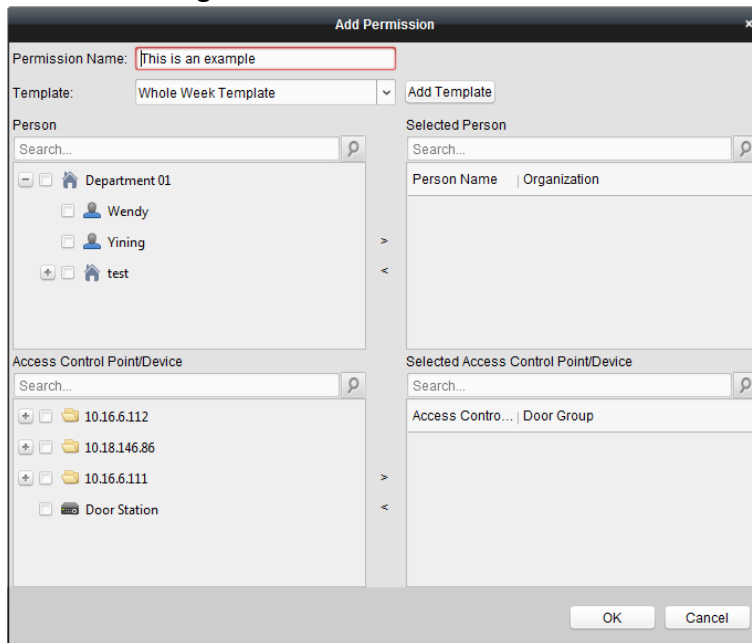 Add Permission
Permission Name: This is an example
Template: Whole Week Template Add Template
Person Selected Person
Search... Search...
Department 01 Person Name Organization
Wendy
Yining
>
test <
Access Control Point/Device Selected Access Control Point/Device
Search... Search...
10.16.6.112 Access Contro... Door Group
10.18.146.86
10.16.6.111 >
Door Station <
OK Cancel